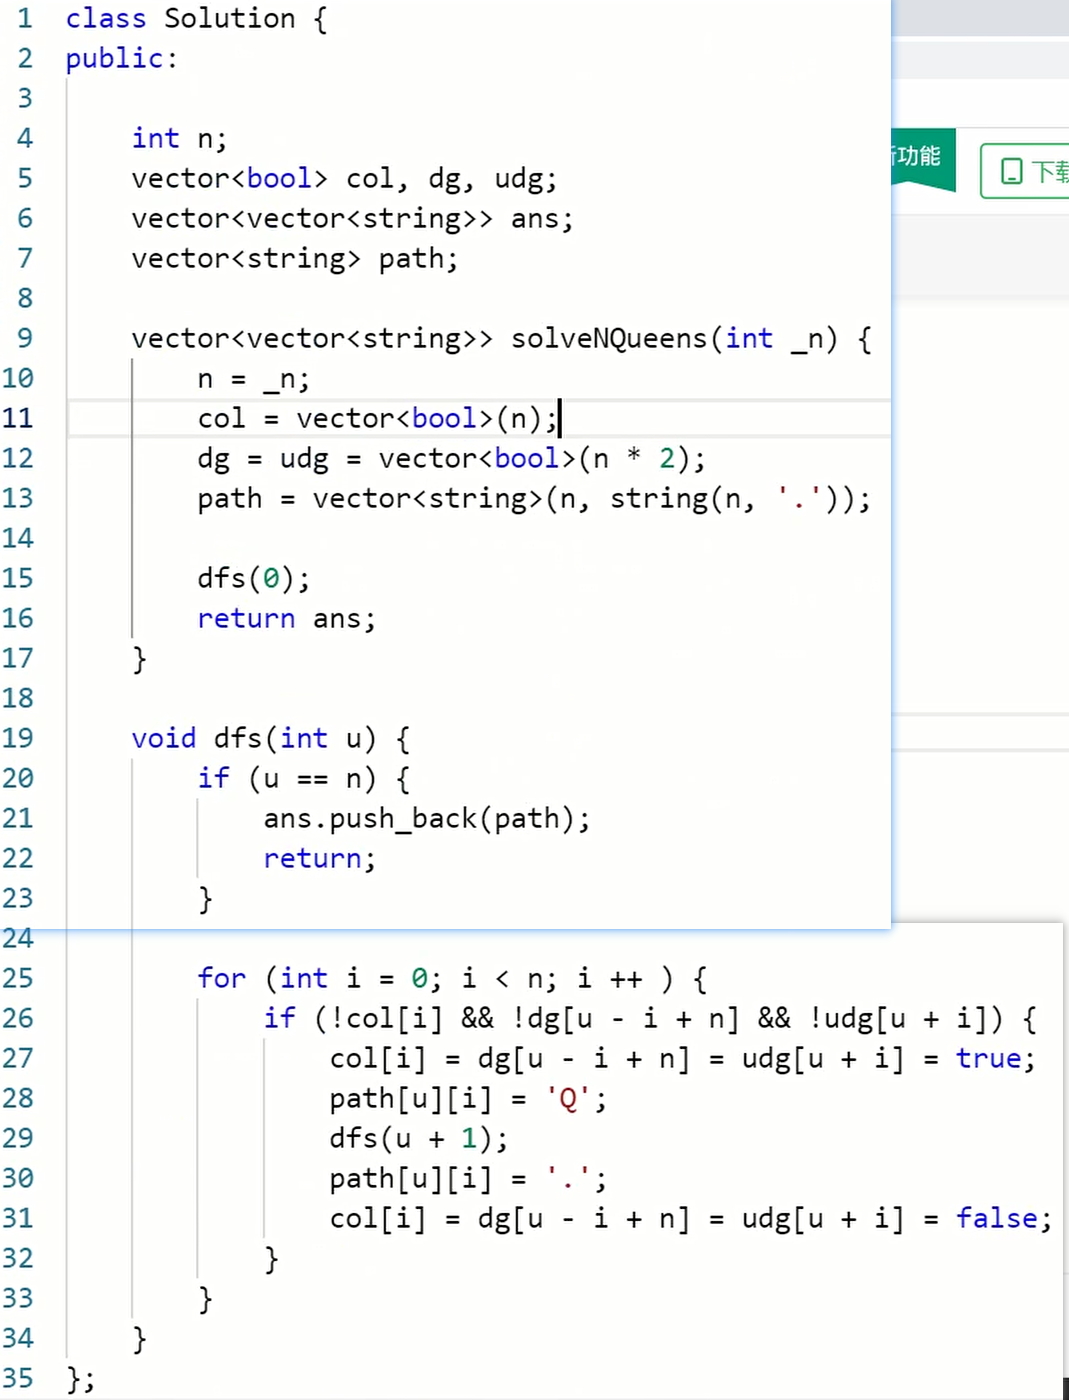 1 class Solution {
2 public:
3
4 int n;
5 vector<bool> col, dg, udg;
6 vector<vector<string>> ans;
7 vector<string> path;
8
9 vector<vector<string>> solveNQueens(int _n) {
10 n = _n;
11 col = vector<bool>(n);
12 dg = udg = vector<bool>(n * 2);
13 path = vector<string>(n, string(n, '.'));
14
15 dfs(0);
16 return ans;
17 }
18
19 void dfs(int u) {
20 if (u == n) {
21 ans.push_back(path);
22 return;
23 }
24
25 for (int i = 0; i < n; i ++ ) {
26 if (!col[i] && !dg[u - i + n] && !udg[u + i]) {
27 col[i] = dg[u - i + n] = udg[u + i] = true;
28 path[u][i] = 'Q';
29 dfs(u + 1);
30 path[u][i] = '.';
31 col[i] = dg[u - i + n] = udg[u + i] = false;
32 }
33 }
34 }
35 };
功能
下载